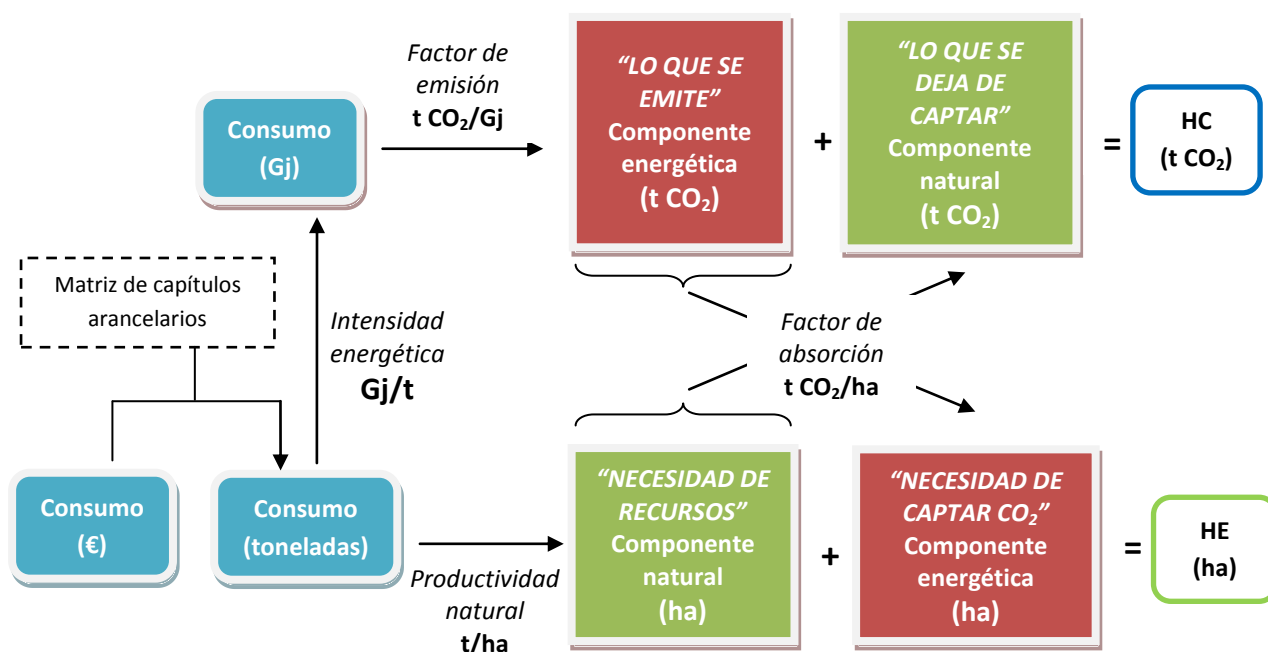 Factor de
emisión
t CO₂/Gj
Consumo
(Gj)
“LO QUE SE
EMITE”
Componente
energética
(t CO₂)
+
“LO QUE SE
DEJA DE
CAPTAR”
Componente
natural
(t CO₂)
=
HC
(t CO₂)
Matriz de capítulos
arancelarios
Intensidad
energética
Gj/t
Factor de
absorción
t CO₂/ha
Consumo
(€)
Consumo
(toneladas)
Productividad
natural
t/ha
“NECESIDAD DE
RECURSOS”
Componente
natural
(ha)
+
“NECESIDAD DE
CAPTAR CO₂”
Componente
energética
(ha)
=
HE
(ha)